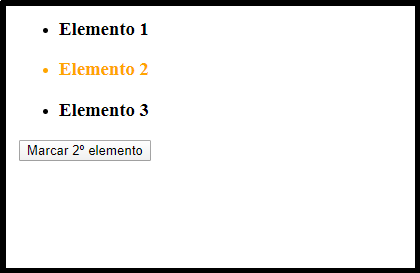 Elemento 1
Elemento 2
Elemento 3
Marcar 2º elemento